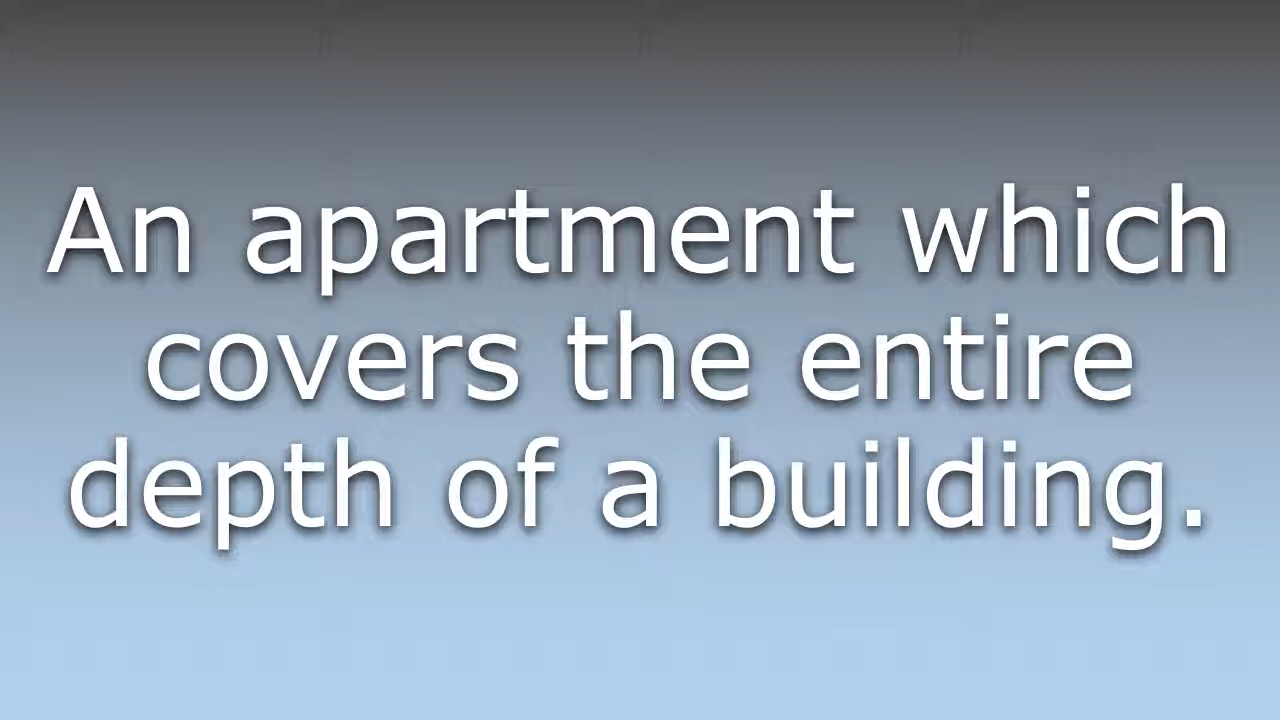 An apartment which
covers the entire
depth of a building.